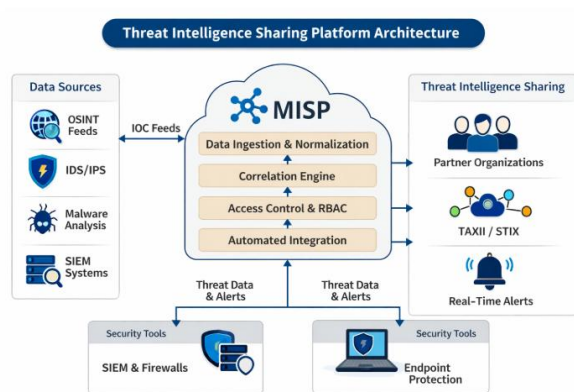 Threat Intelligence Sharing Platform Architecture
Data Sources
OSINT
Feeds
IDS/IPS
Malware
Analysis
SIEM
Systems
IOC Feeds
MISP
Data Ingestion & Normalization
Correlation Engine
Access Control & RBAC
Automated Integration
Threat Intelligence Sharing
Partner Organizations
TAXII / STIX
Real-Time Alerts
Threat Data
& Alerts
Threat Data
& Alerts
Security Tools
SIEM & Firewalls
Security Tools
Endpoint
Protection